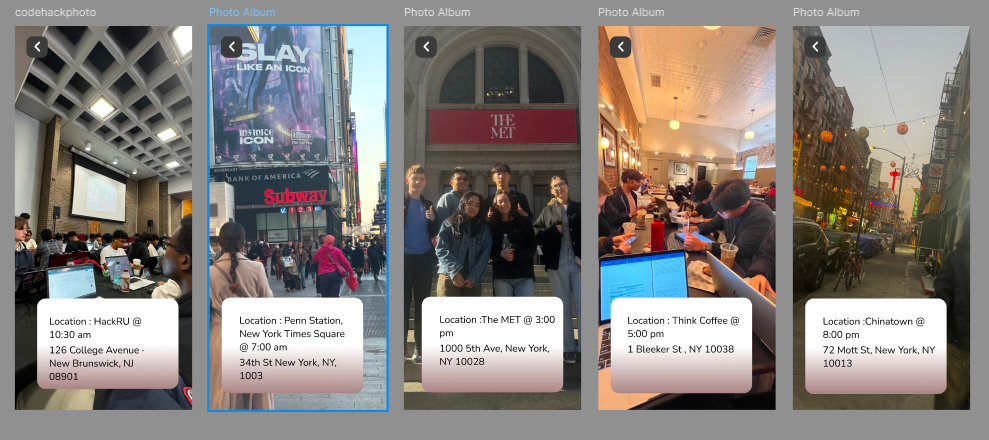 codehackphoto
Photo Album
Photo Album
Photo Album
Photo Album
SLAY
LIKE AN ICON
ICON
BANK OF AMERICA
Subway
1 2 3
THE
MET
Location : HackRU @
10:30 am
126 College Avenue ·
New Brunswick, NJ
08901
Location : Penn Station,
New York Times Square
@ 7:00 am
34th St New York, NY,
1003
Location :The MET @ 3:00
pm
1000 5th Ave, New York,
NY 10028
Location : Think Coffee @
5:00 pm
1 Bleeker St , NY 10038
Location :Chinatown @
8:00 pm
72 Mott St, New York, NY
10013